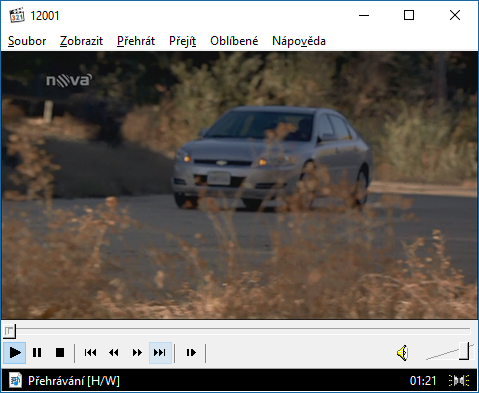 12001
Soubor Zobrazit Přehrát Přejít Oblíbené Nápověda
nova
Přehrávání [H/W] 01:21